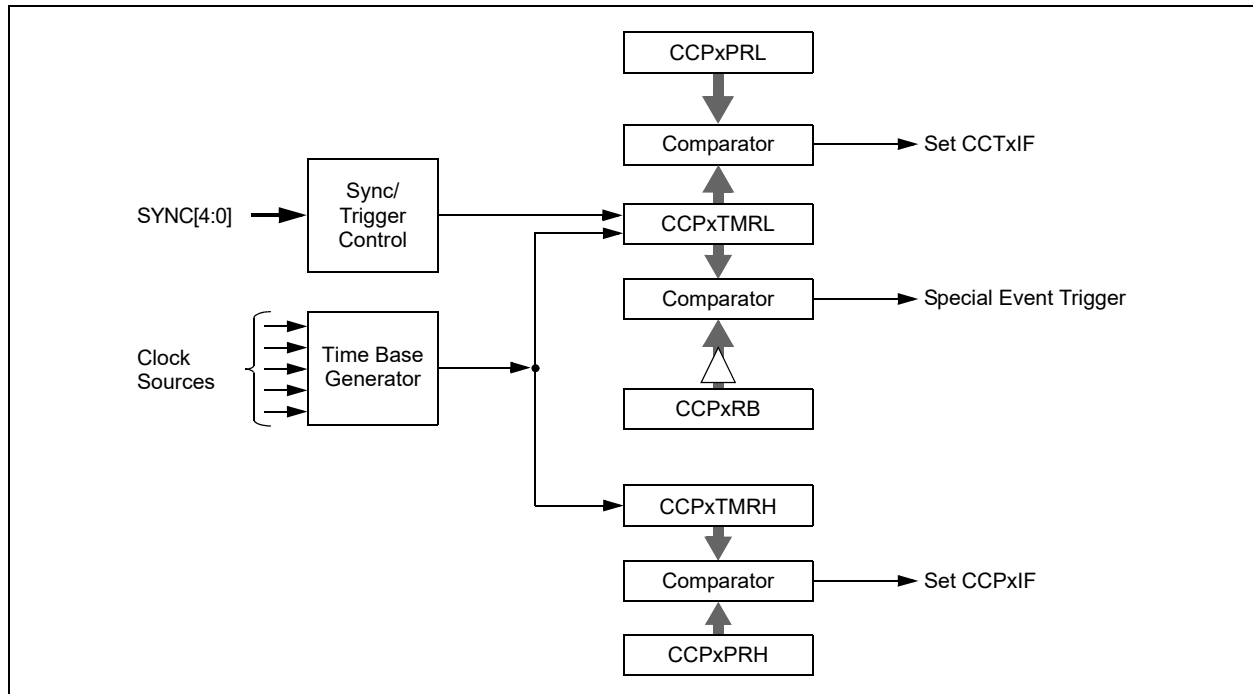 CCPxPRL
Comparator
Set CCTxIF
SYNC[4:0]
Sync/
Trigger
Control
CCPxTMRL
Comparator
Special Event Trigger
Clock
Sources
Time Base
Generator
CCPxRB
CCPxTMRH
Comparator
Set CCPxIF
CCPxPRH